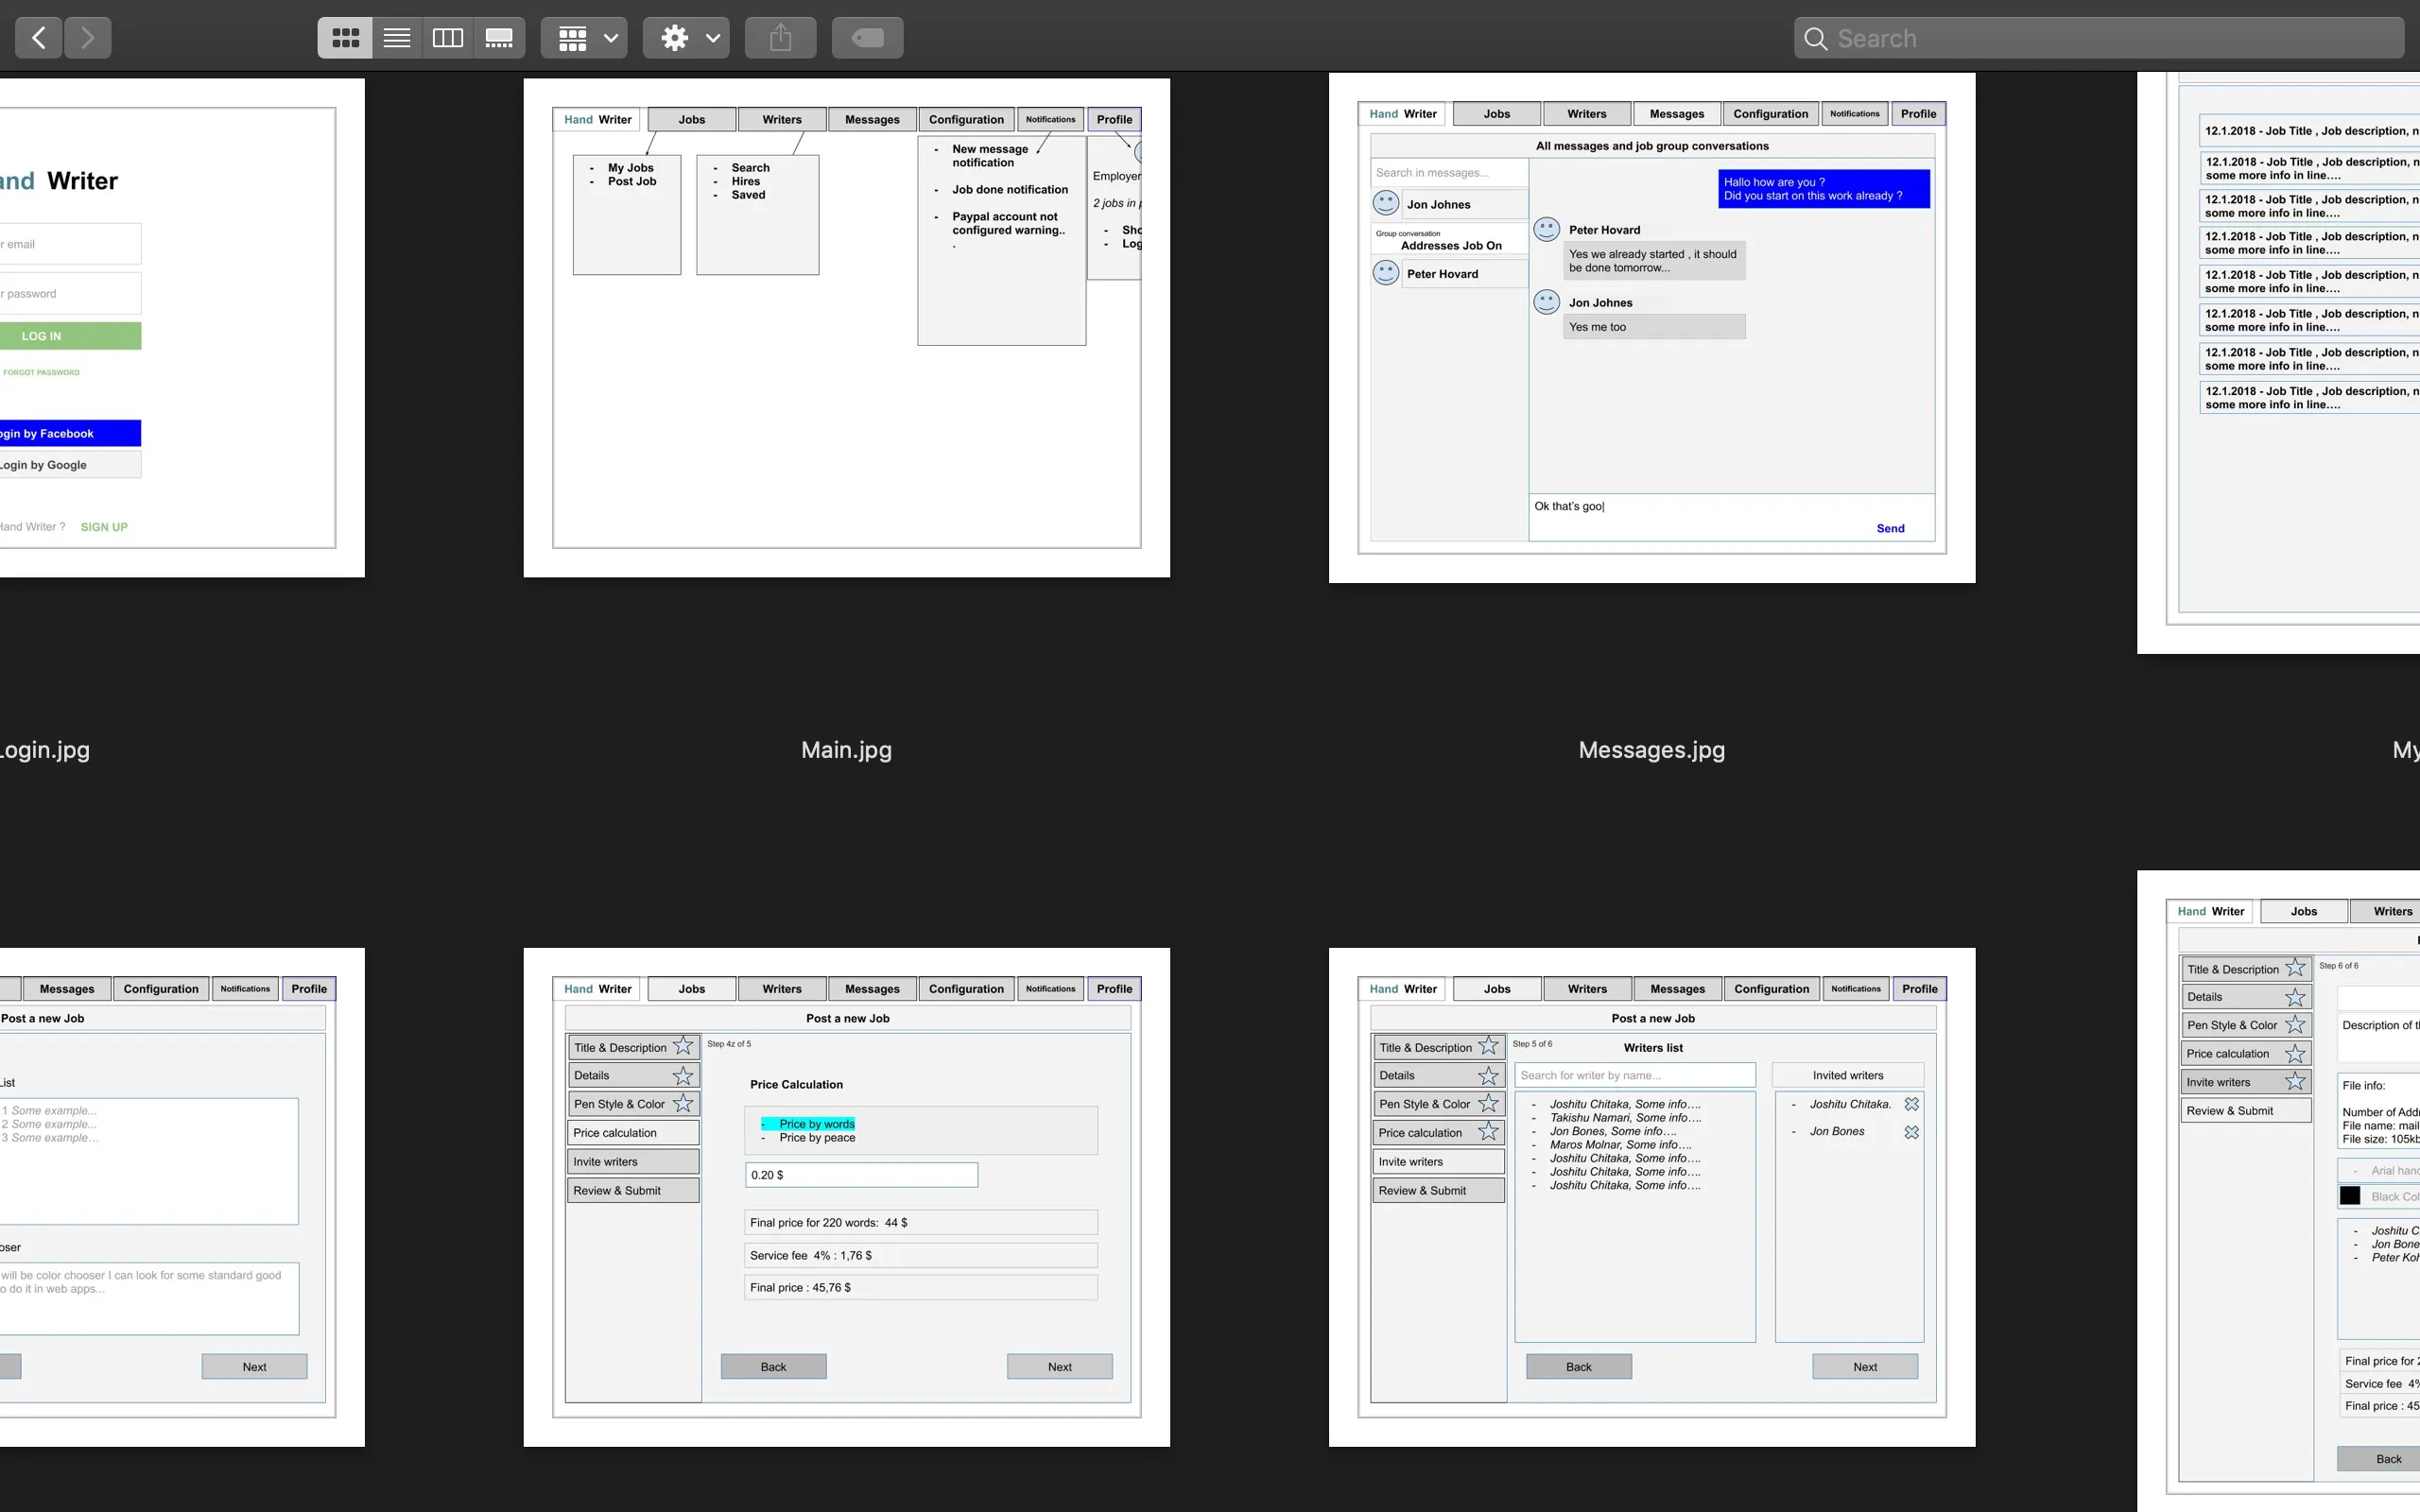 Search
and Writer
r email
r password
LOG IN
FORGOT PASSWORD
ogin by Facebook
Login by Google
Hand Writer ? SIGN UP
Login.jpg
Hand Writer
Jobs
Writers
Messages
Configuration
Notifications
Profile
- My Jobs
- Post Job
- Search
- Hires
- Saved
- New message
notification
- Job done notification
- Paypal account not
configured warning..
.
Employer
2 jobs in p
- Sho
- Log
Main.jpg
Hand Writer
Jobs
Writers
Messages
Configuration
Notifications
Profile
All messages and job group conversations
Search in messages...
Jon Johnes
Group conversation
Addresses Job On
Peter Hovard
Hallo how are you ?
Did you start on this work already ?
Peter Hovard
Yes we already started , it should
be done tomorrow...
Jon Johnes
Yes me too
Ok that's goo|
Send
Messages.jpg
12.1.2018 - Job Title , Job description, n
12.1.2018 - Job Title , Job description, n
some more info in line….
12.1.2018 - Job Title , Job description, n
some more info in line….
12.1.2018 - Job Title , Job description, n
some more info in line….
12.1.2018 - Job Title , Job description, n
some more info in line….
12.1.2018 - Job Title , Job description, n
some more info in line….
12.1.2018 - Job Title , Job description, n
some more info in line….
12.1.2018 - Job Title , Job description, n
some more info in line….
My
Messages
Configuration
Notifications
Profile
Post a new Job
List
1 Some example...
2 Some example...
3 Some example…
oser
will be color chooser I can look for some standard good
o do it in web apps...
Next
Hand Writer
Jobs
Writers
Messages
Configuration
Notifications
Profile
Post a new Job
Title & Description
Details
Pen Style & Color
Price calculation
Invite writers
Review & Submit
Step 4z of 5
Price Calculation
- Price by words
- Price by peace
0.20 $
Final price for 220 words: 44 $
Service fee 4% : 1,76 $
Final price : 45,76 $
Back
Next
Hand Writer
Jobs
Writers
Messages
Configuration
Notifications
Profile
Post a new Job
Title & Description
Details
Pen Style & Color
Price calculation
Invite writers
Review & Submit
Step 5 of 6
Writers list
Search for writer by name...
- Joshitu Chitaka, Some info….
- Takishu Namari, Some info….
- Jon Bones, Some info….
- Maros Molnar, Some info….
- Joshitu Chitaka, Some info….
- Joshitu Chitaka, Some info….
- Joshitu Chitaka, Some info….
Invited writers
- Joshitu Chitaka.
- Jon Bones
Back
Next
Hand Writer
Jobs
Writers
Title & Description
Details
Pen Style & Color
Price calculation
Invite writers
Review & Submit
Step 6 of 6
Description of th
File info:
Number of Addr
File name: mail
File size: 105kb
- Arial hand
Black Col
- Joshitu C
- Jon Bone
- Peter Koh
Final price for 2
Service fee 4%
Final price : 45
Back